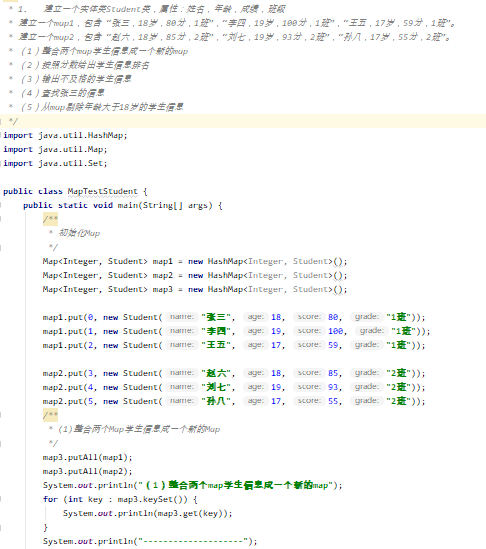 * 1.   建立一个实体类Student类，属性：姓名，年龄，成绩，班级
* 建立一个map1，包含 “张三，18岁，80分，1班”，“李四，19岁，100分，1班”，“王五，17岁，59分，1班”。
* 建立一个map2，包含 “赵六，18岁，85分，2班”，“刘七，19岁，93分，2班”，“孙八，17岁，55分，2班”。
* （1）整合两个map学生信息成一个新的map
* （2）按照分数给出学生信息排名
* （3）输出不及格的学生信息
* （4）查找张三的信息
* （5）从map剔除年龄大于18岁的学生信息
*/
import java.util.HashMap;
import java.util.Map;
import java.util.Set;
public class MapTestStudent {
public static void main(String[] args) {
/**
* 初始化Map
*/
Map<Integer, Student> map1 = new HashMap<Integer, Student>();
Map<Integer, Student> map2 = new HashMap<Integer, Student>();
Map<Integer, Student> map3 = new HashMap<Integer, Student>();
map1.put(0, new Student( name: "张三", age: 18, score: 80, grade: "1班"));
map1.put(1, new Student( name: "李四", age: 19, score: 100, grade: "1班"));
map1.put(2, new Student( name: "王五", age: 17, score: 59, grade: "1班"));
map2.put(3, new Student( name: "赵六", age: 18, score: 85, grade: "2班"));
map2.put(4, new Student( name: "刘七", age: 19, score: 93, grade: "2班"));
map2.put(5, new Student( name: "孙八", age: 17, score: 55, grade: "2班"));
/**
* (1)整合两个Map学生信息成一个新的Map
*/
map3.putAll(map1);
map3.putAll(map2);
System.out.println("(1)整合两个map学生信息成一个新的map");
for (int key : map3.keySet()) {
System.out.println(map3.get(key));
}
System.out.println("--------------------");